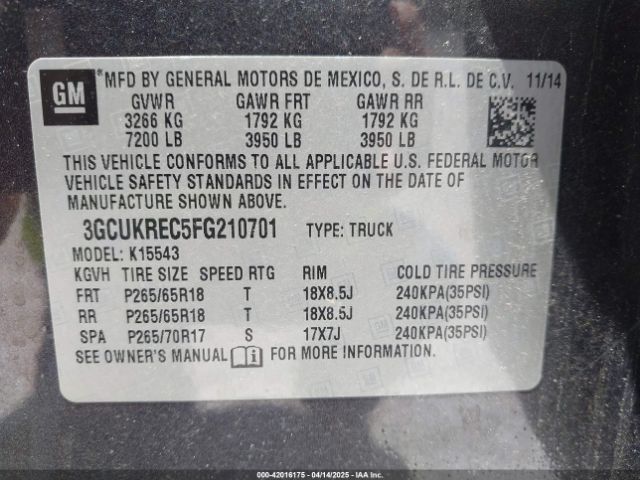 GM
*MFD BY GENERAL MOTORS DE MEXICO, S. DE R.L. DE C.V. 11/14
GVWR GAWR FRT GAWR RR
3266 KG 1792 KG 1792 KG
7200 LB 3950 LB 3950 LB
THIS VEHICLE CONFORMS TO ALL APPLICABLE U.S. FEDERAL MOTOR
VEHICLE SAFETY STANDARDS IN EFFECT ON THE DATE OF
MANUFACTURE SHOWN ABOVE.
3GCUKREC5FG210701 TYPE: TRUCK
MODEL: K15543
KGVH TIRE SIZE SPEED RTG RIM COLD TIRE PRESSURE
FRT P265/65R18 T 18X8.5J 240KPA(35PSI)
RR P265/65R18 T 18X8.5J 240KPA(35PSI)
SPA P265/70R17 S 17X7J 240KPA(35PSI)
SEE OWNER'S MANUAL FOR MORE INFORMATION.
000-42016175 - 04/14/2025 - IAAI.COM